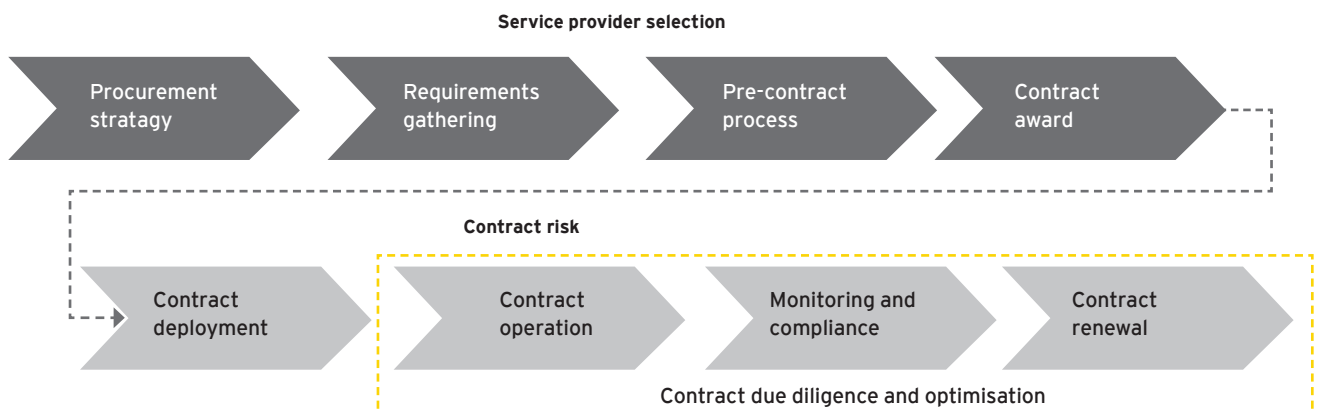 Service provider selection
Procurement
stratagy
Requirements
gathering
Pre-contract
process
Contract
award
Contract risk
Contract
deployment
Contract
operation
Monitoring and
compliance
Contract
renewal
Contract due diligence and optimisation